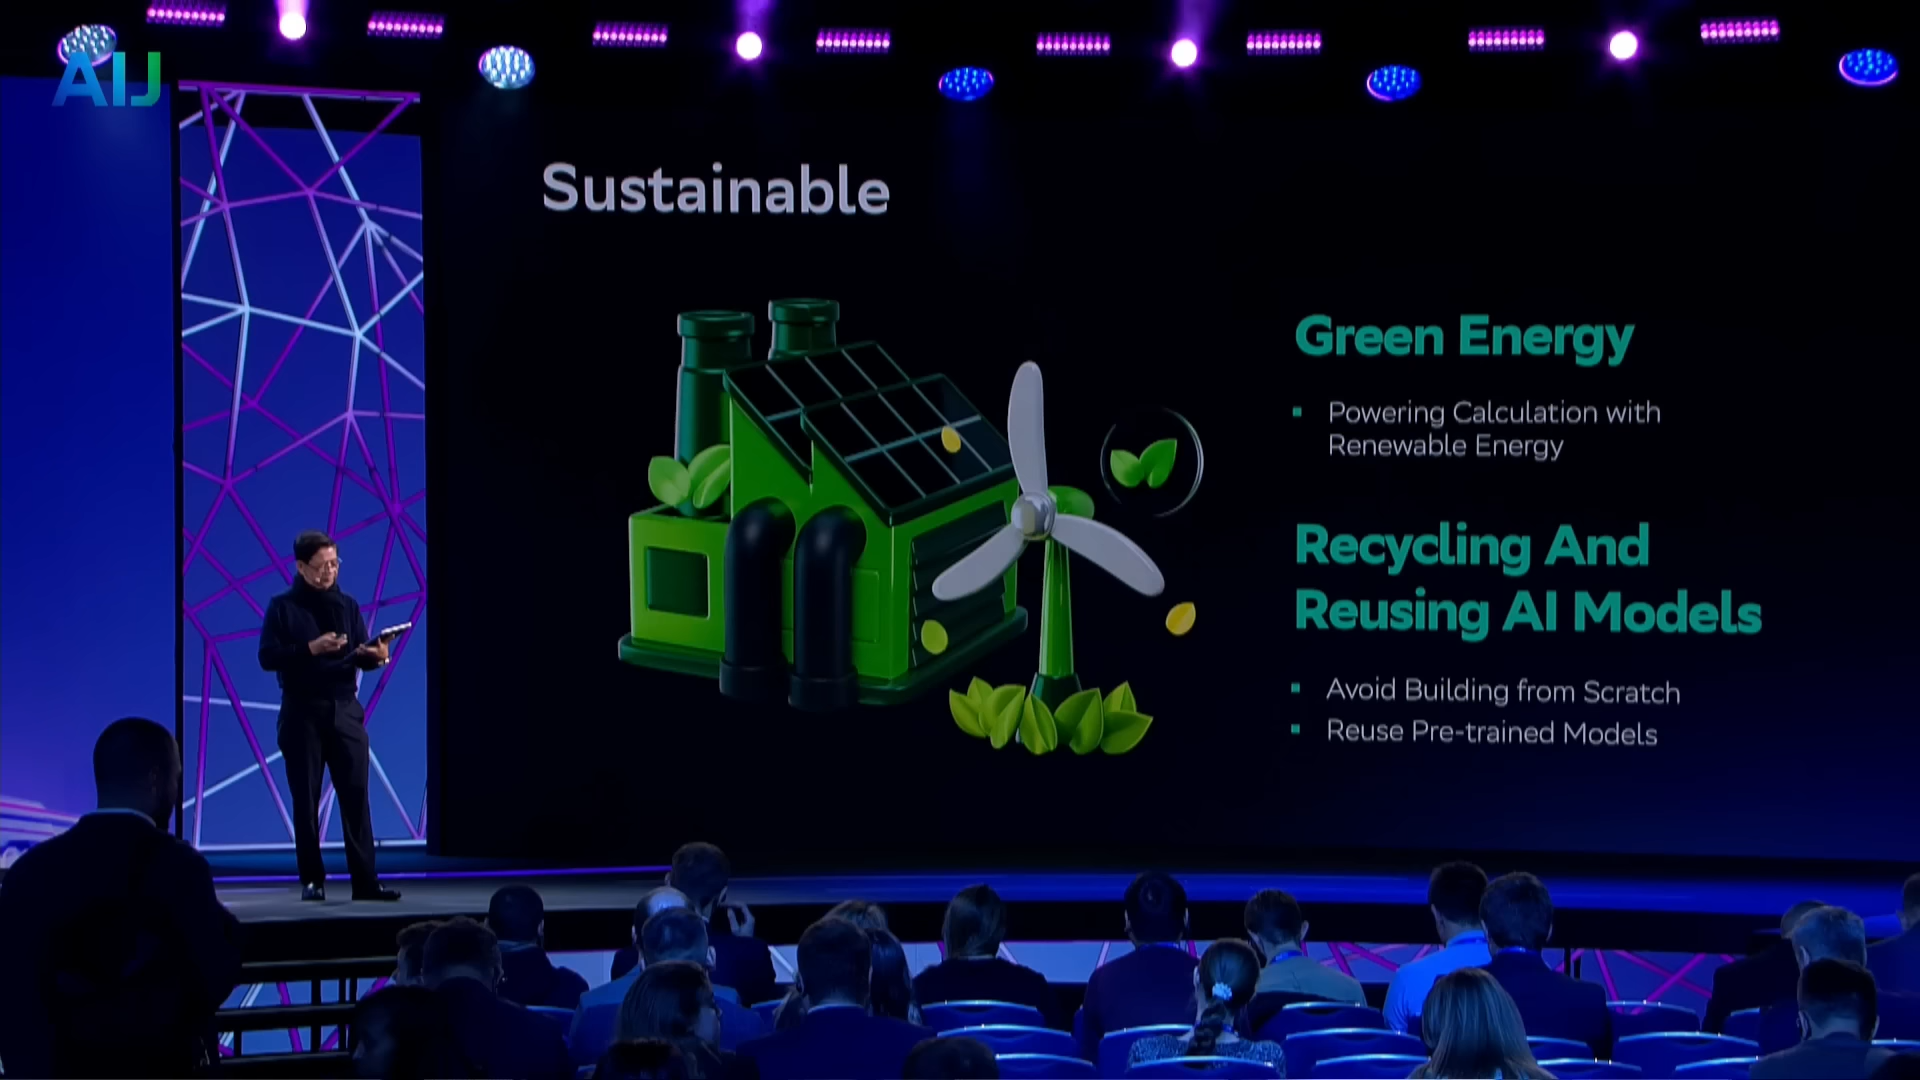 AIJ
Sustainable
Green Energy
Powering Calculation with
Renewable Energy
Recycling And
Reusing AI Models
Avoid Building from Scratch
Reuse Pre-trained Models